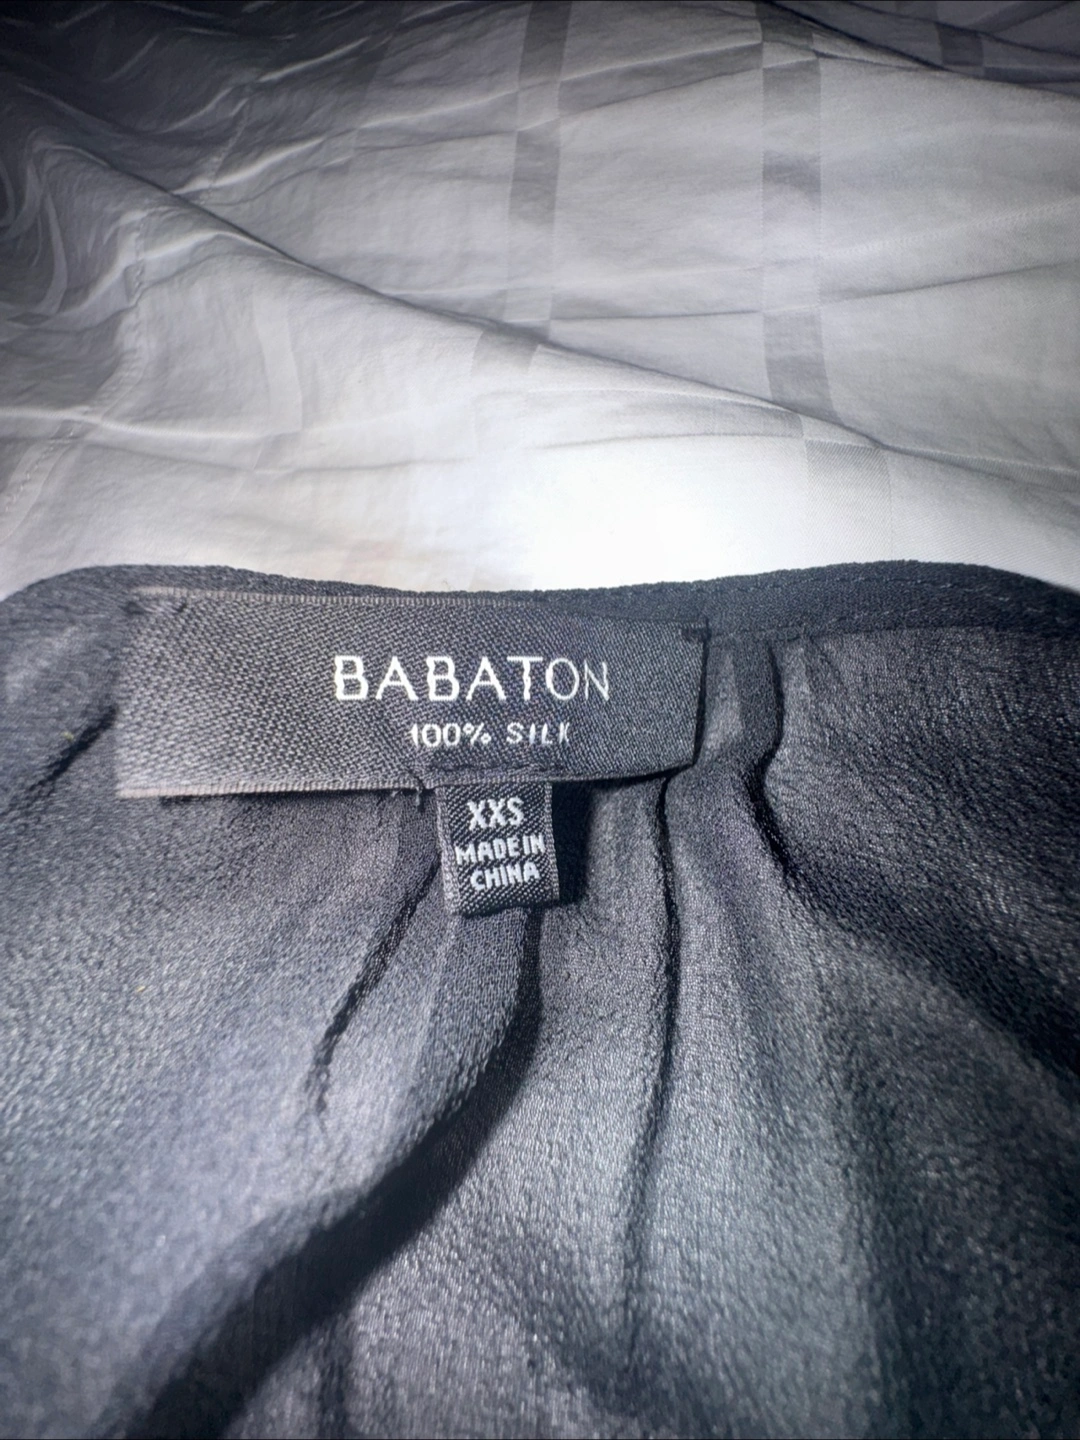 BABATON
100% SILK
XXS
MADE IN
CHINA